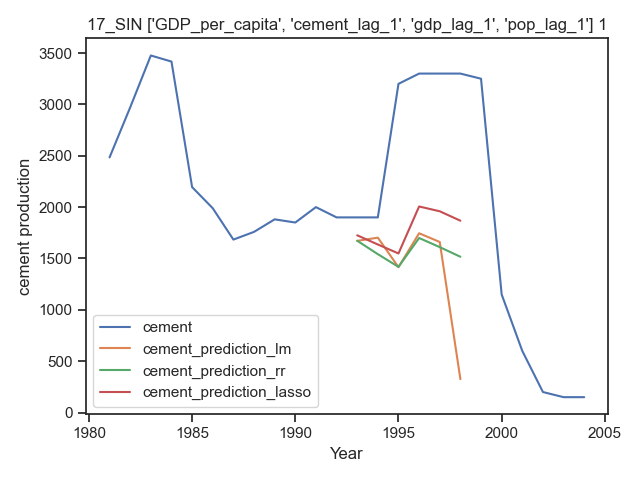 17_SIN ['GDP_per_capita', 'cement_lag_1', 'gdp_lag_1', 'pop_lag_1'] 1
cement production
3500
3000
2500
2000
1500
1000
500
0
cement
cement_prediction_lm
cement_prediction_rr
cement_prediction_lasso
1980 1985 1990 1995 2000 2005
Year